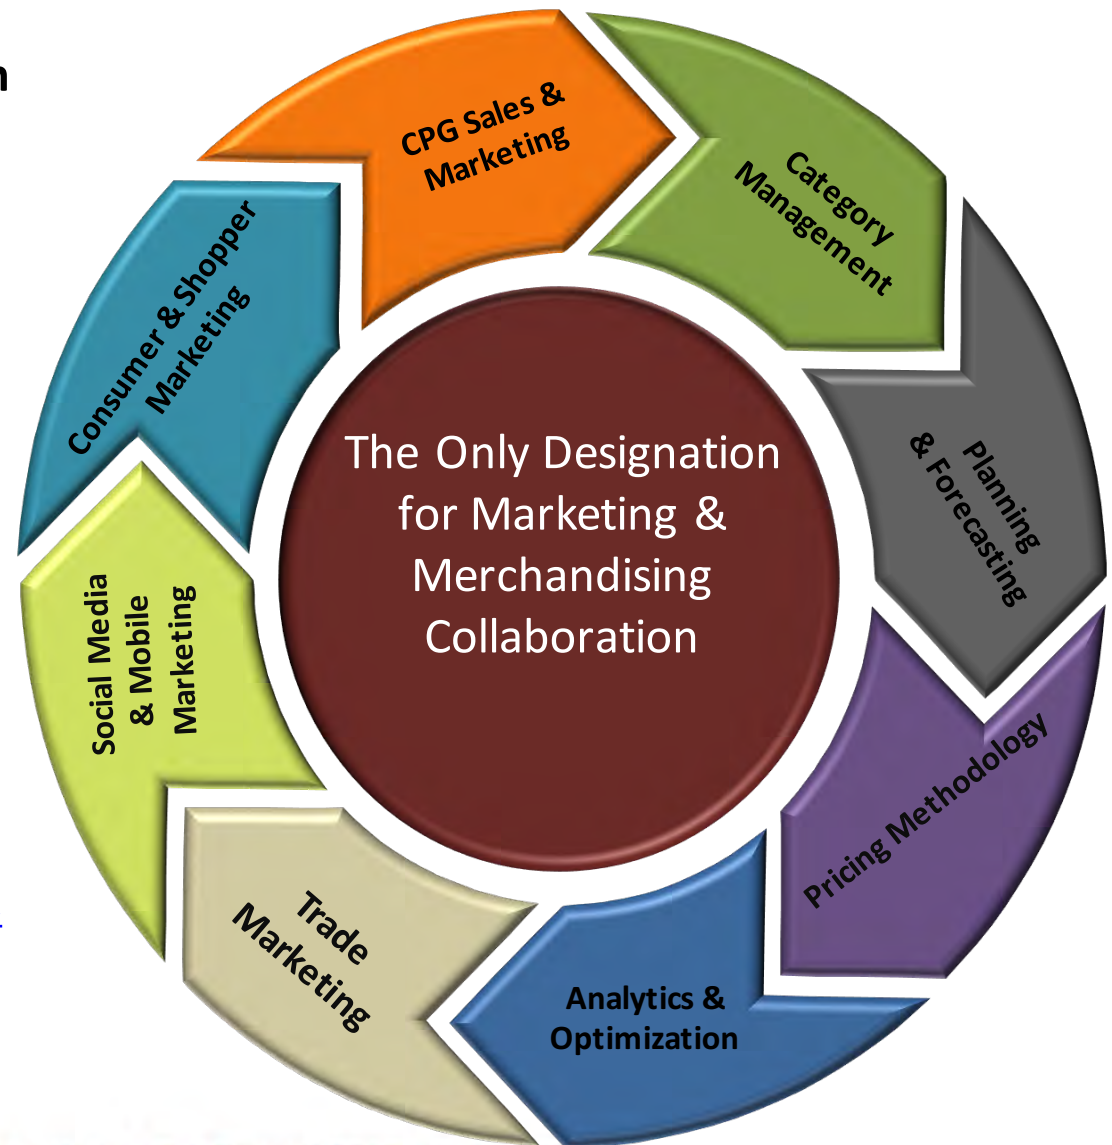 CPG Sales &
Marketing
Category
Management
Planning
& Forecasting
Pricing Methodology
Analytics &
Optimization
Trade
Marketing
Social Media
& Mobile
Marketing
Consumer & Shopper
Marketing
The Only Designation
for Marketing &
Merchandising
Collaboration